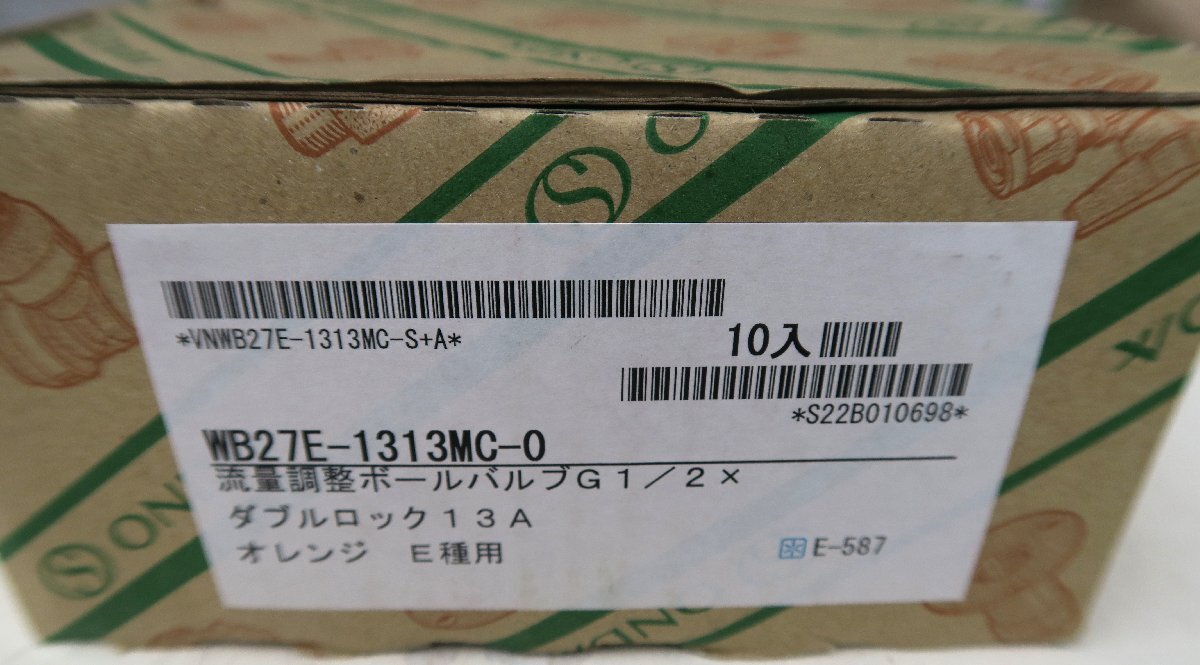 *VNWB27E-1313MC-S+A*
10入
*S22B010698*
WB27E-1313MC-O
流量調整ボールバルブG1/2×
ダブルロック13A
オレンジ E種用
E-587